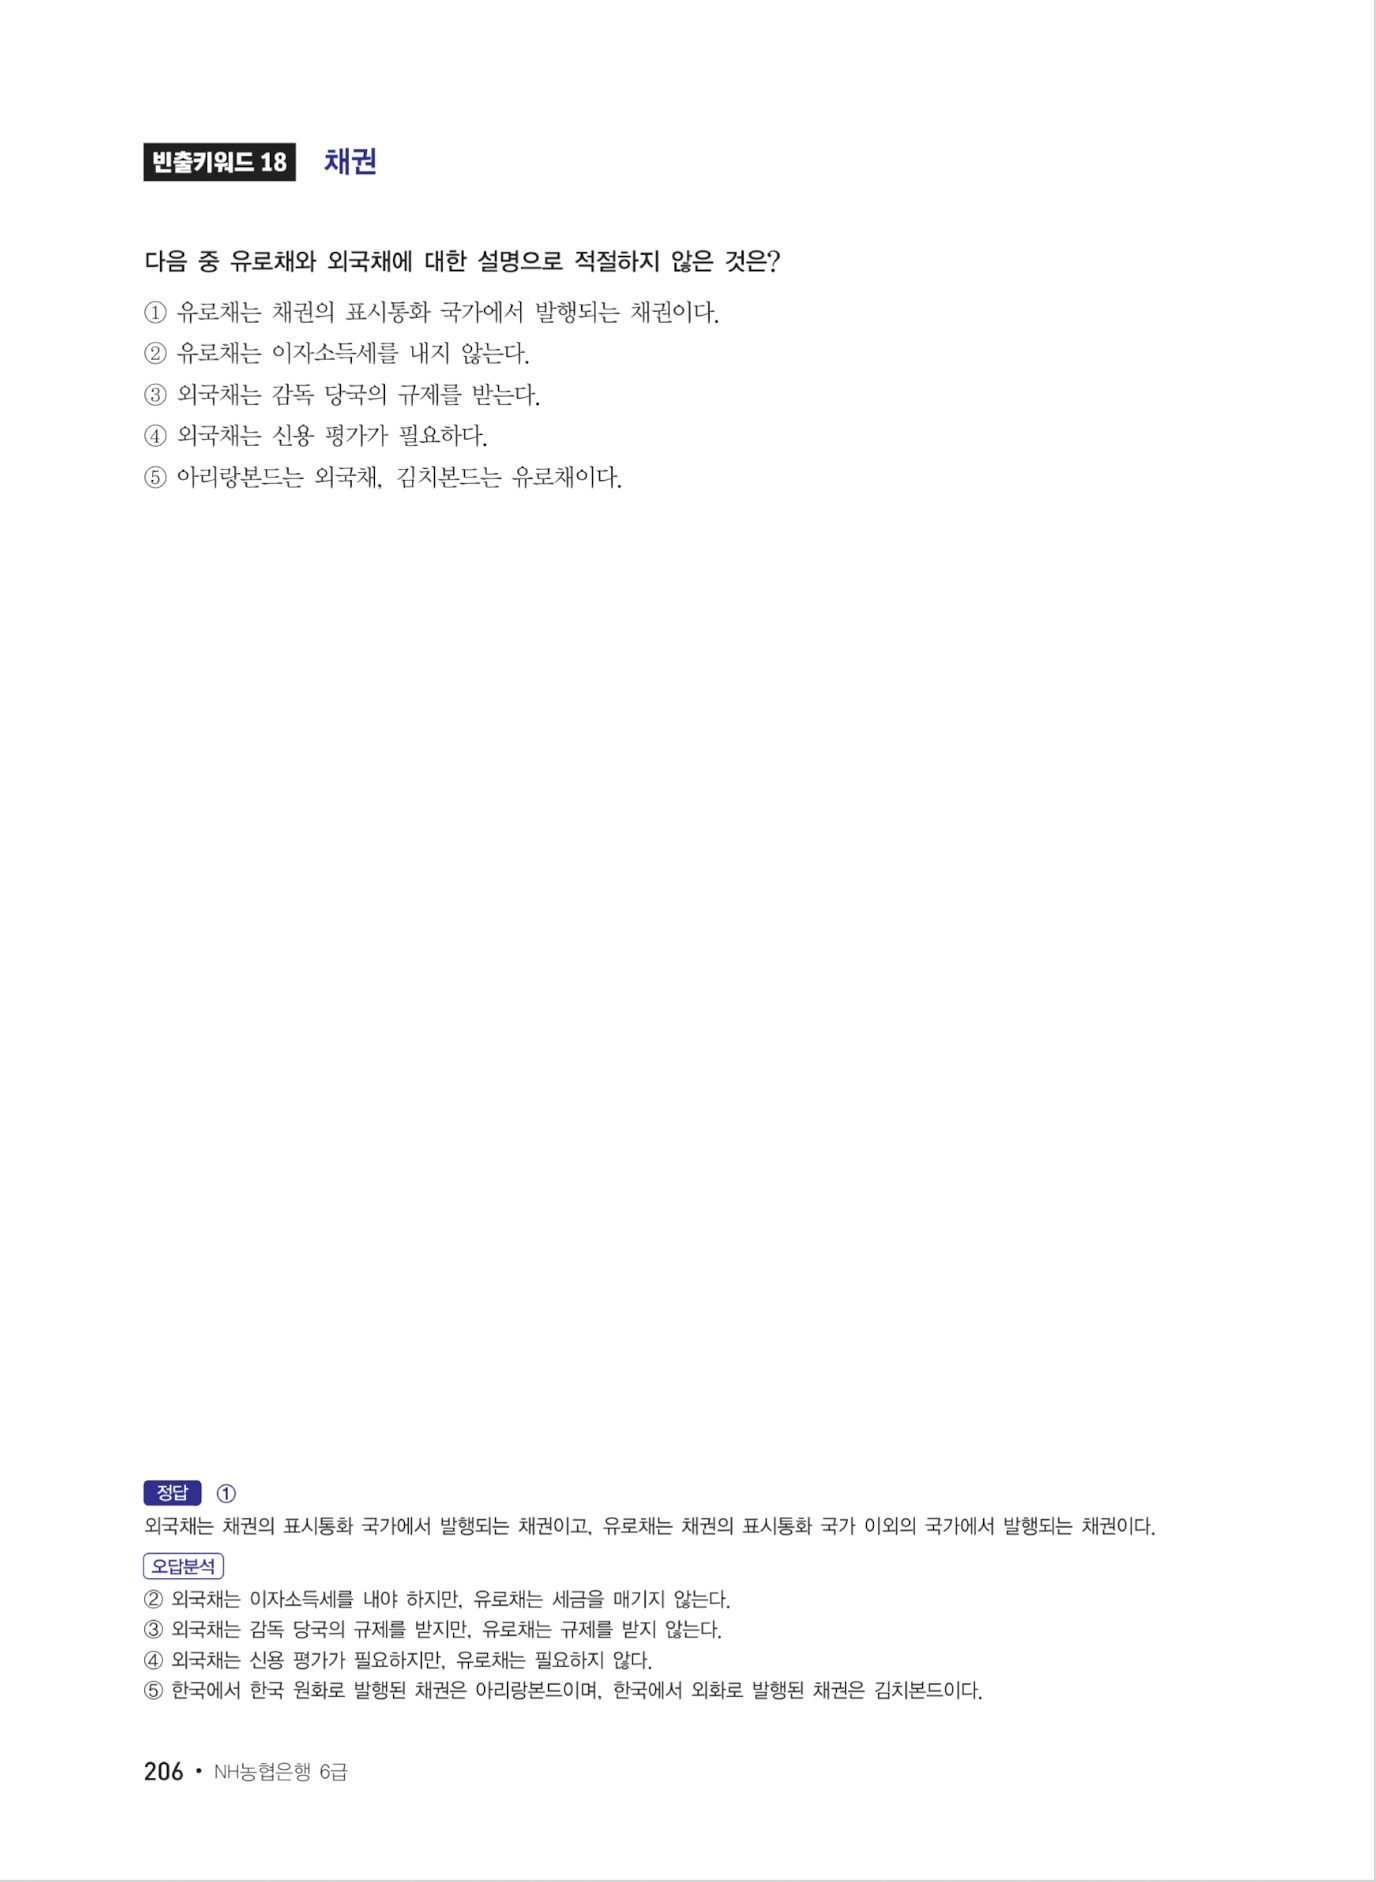 빈출키워드 18 채권
다음 중 유로채와 외국채에 대한 설명으로 적절하지 않은 것은?
① 유로채는 채권의 표시통화 국가에서 발행되는 채권이다.
② 유로채는 이자소득세를 내지 않는다.
③ 외국채는 감독 당국의 규제를 받는다.
④ 외국채는 신용 평가가 필요하다.
⑤ 아리랑본드는 외국채, 김치본드는 유로채이다.
정답 ①
외국채는 채권의 표시통화 국가에서 발행되는 채권이고, 유로채는 채권의 표시통화 국가 이외의 국가에서 발행되는 채권이다.
오답분석
② 외국채는 이자소득세를 내야 하지만, 유로채는 세금을 매기지 않는다.
③ 외국채는 감독 당국의 규제를 받지만, 유로채는 규제를 받지 않는다.
④ 외국채는 신용 평가가 필요하지만, 유로채는 필요하지 않다.
⑤ 한국에서 한국 원화로 발행된 채권은 아리랑본드이며, 한국에서 외화로 발행된 채권은 김치본드이다.
206 • NH농협은행 6급